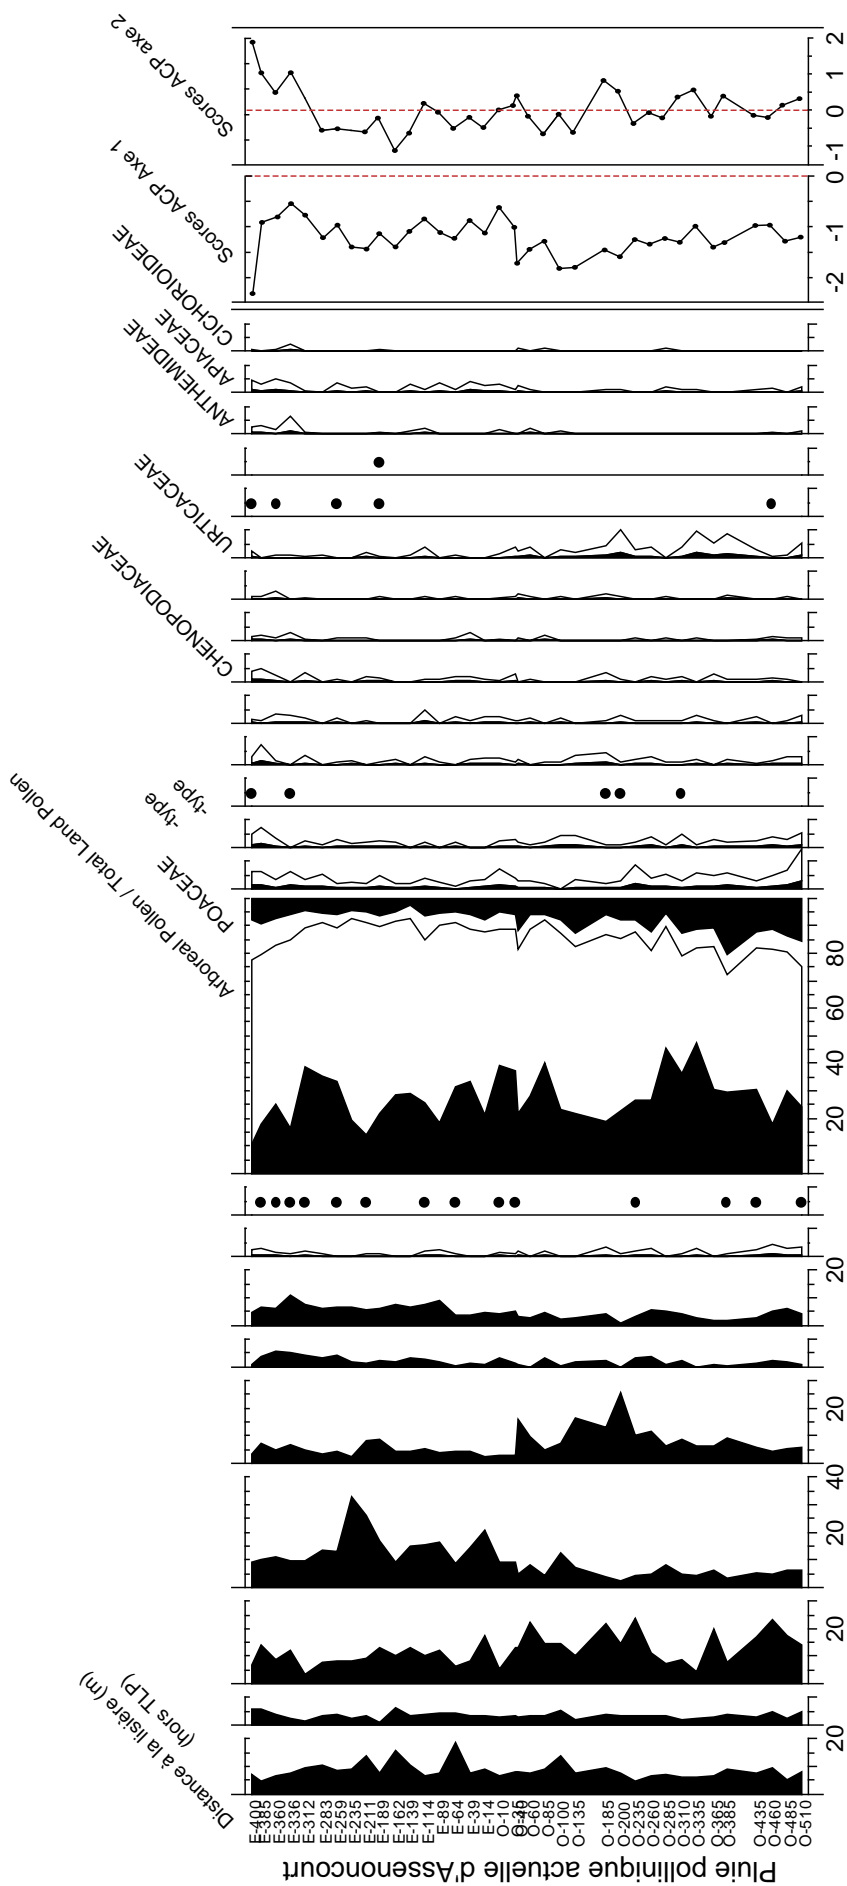 Pluie pollinique actuelle d'Assenoncourt
Distance à la lisière (m)
(hors TLP)
Arboreal Pollen / Total Land Pollen
POACEAE
-type
-type
CHENOPODIACEAE
URTICACEAE
ANTHEMIDEAE
APIACEAE
CICHORIOIDEAE
Scores ACP Axe 1
Scores ACP axe 2
E-400
E-385
E-360
E-336
E-312
E-283
E-259
E-235
E-211
E-189
E-162
E-139
E-114
E-89
E-64
E-39
E-14
O-10
O-40
O-60
O-85
O-100
O-135
O-185
O-200
O-235
O-260
O-285
O-310
O-335
O-365
O-385
O-435
O-460
O-485
O-510
20
20
20
40
20
20
20
40
60
80
-2
-1
0
-1
0
1
2